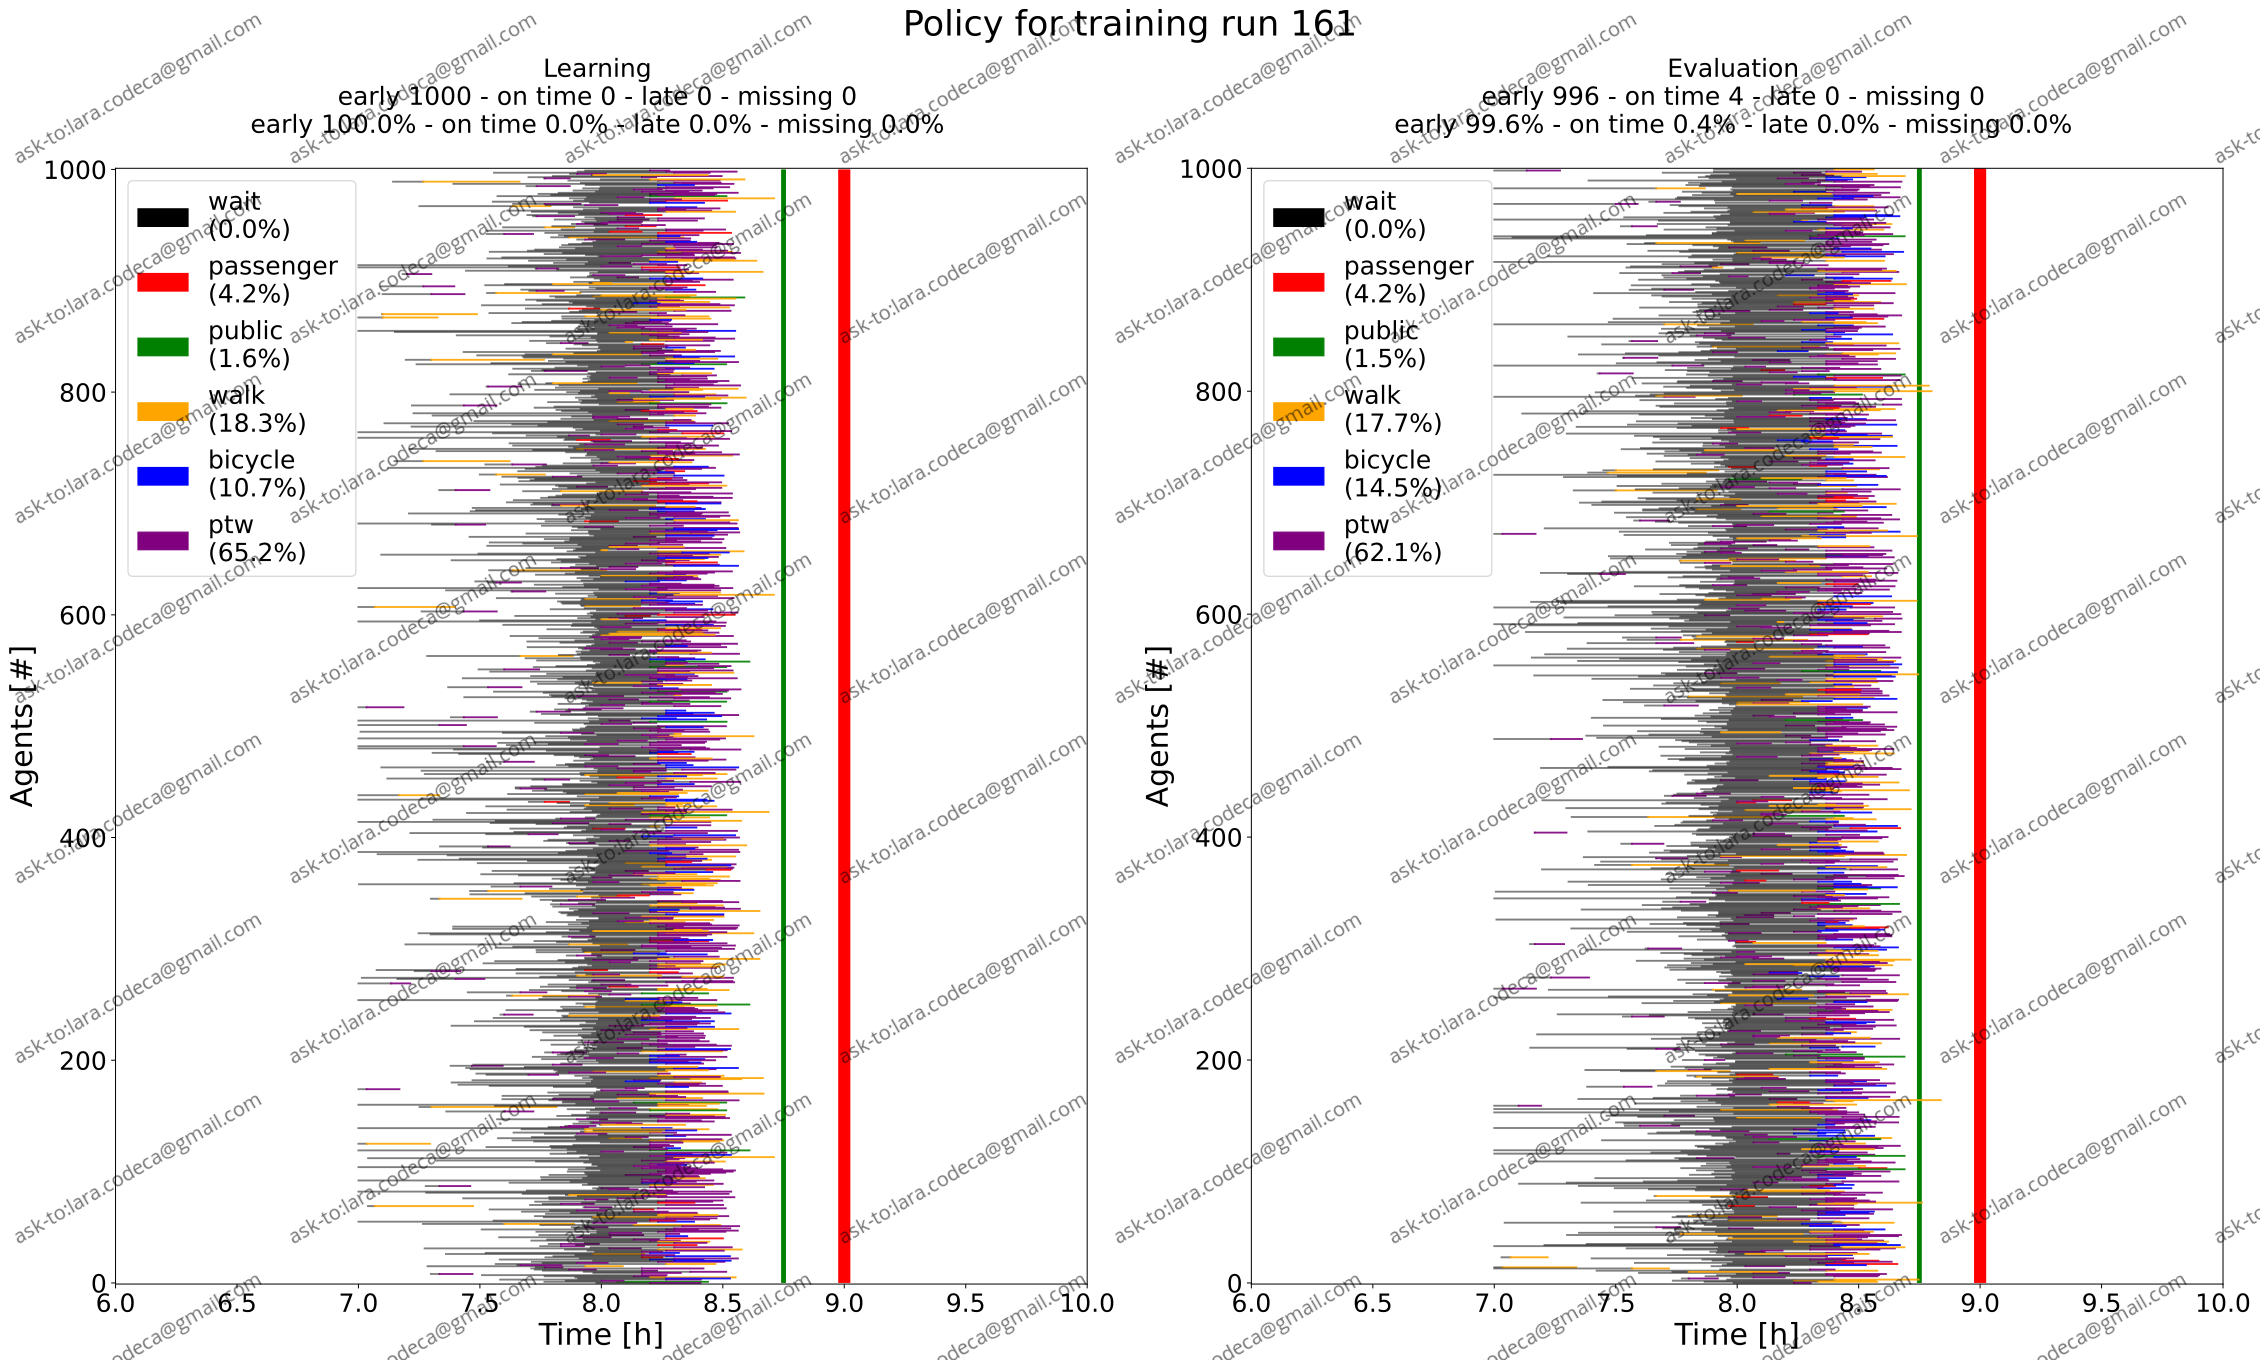 Policy for training run 161
Learning
early 1000 - on time 0 - late 0 - missing 0
early 100.0% - on time 0.0% - late 0.0% - missing 0.0%
Agents [#]
1000
800
600
400
200
0
wait
(0.0%)
passenger
(4.2%)
public
(1.6%)
walk
(18.3%)
bicycle
(10.7%)
ptw
(65.2%)
6.0 6.5 7.0 7.5 8.0 8.5 9.0 9.5 10.0
Time [h]
Evaluation
early 996 - on time 4 - late 0 - missing 0
early 99.6% - on time 0.4% - late 0.0% - missing 0.0%
Agents [#]
1000
800
600
400
200
0
wait
(0.0%)
passenger
(4.2%)
public
(1.5%)
walk
(17.7%)
bicycle
(14.5%)
ptw
(62.1%)
6.0 6.5 7.0 7.5 8.0 8.5 9.0 9.5 10.0
Time [h]
ask-to:lara.codeca@gmail.com